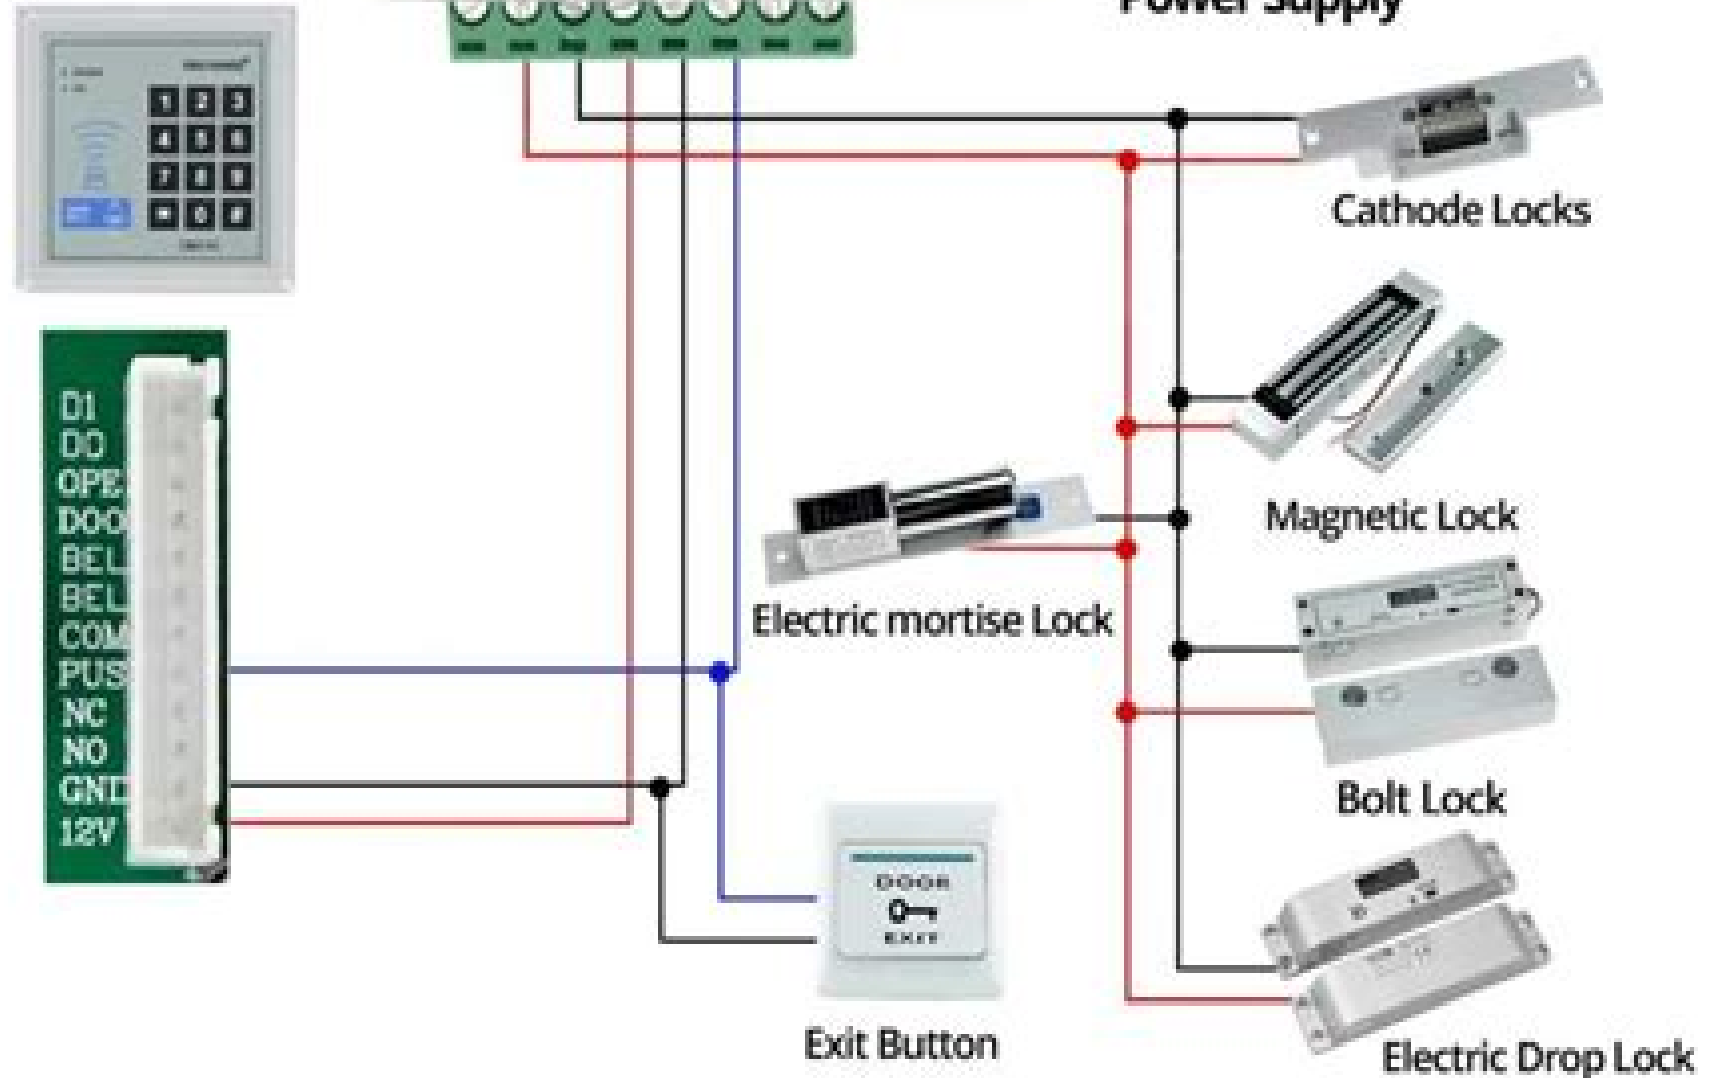 Power Supply
1 2 3
4 5 6
7 8 9
0 #
Cathode Locks
D1
D0
OPE
DOO
BEL
BEL
COM
PUS
NC
NO
GND
12V
Magnetic Lock
Electric mortise Lock
Bolt Lock
DOOR
EXIT
Exit Button
Electric Drop Lock